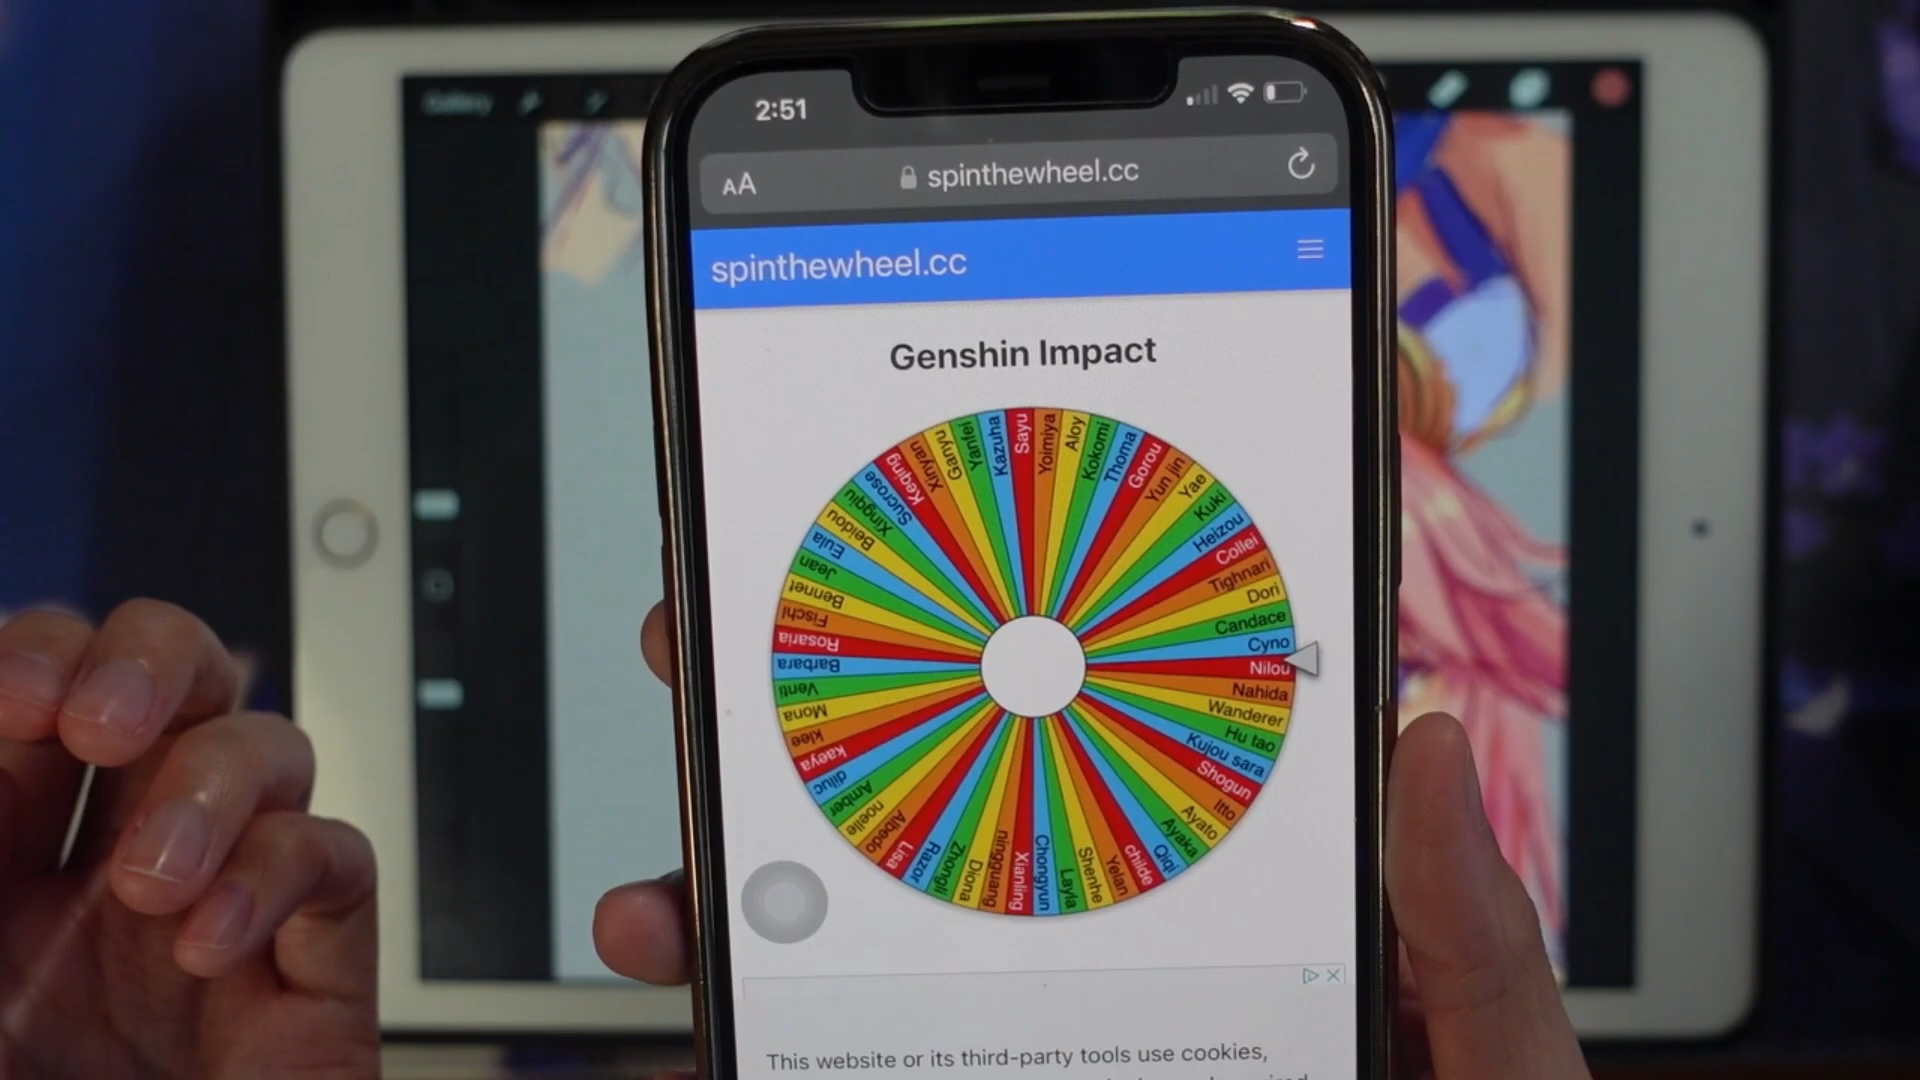 Gallery
2:51
AA
spinthewheel.cc
spinthewheel.cc
Genshin Impact
Sayu
Yoimiya
Aloy
Kokomi
Thoma
Gorou
Yun jin
Yae
Kuki
Heizou
Collei
Tighnari
Dori
Candace
Cyno
Nilou
Nahida
Wanderer
Hu tao
Kujou sara
Shogun
Itto
Ayato
Ayaka
Qiqi
childe
Yelan
Shenhe
Layla
Chongyun
Xianling
ningguang
Diona
Zhongli
Razor
Lisa
Albedo
noelle
Amber
diluc
kaeya
klee
Mona
Venti
Barbara
Rosaria
Fischl
Bennet
Jean
Eula
Beidou
Xingqiu
Sucrose
Keqing
Xinyan
Ganyu
Yanfei
Kazuha
This website or its third-party tools use cookies,